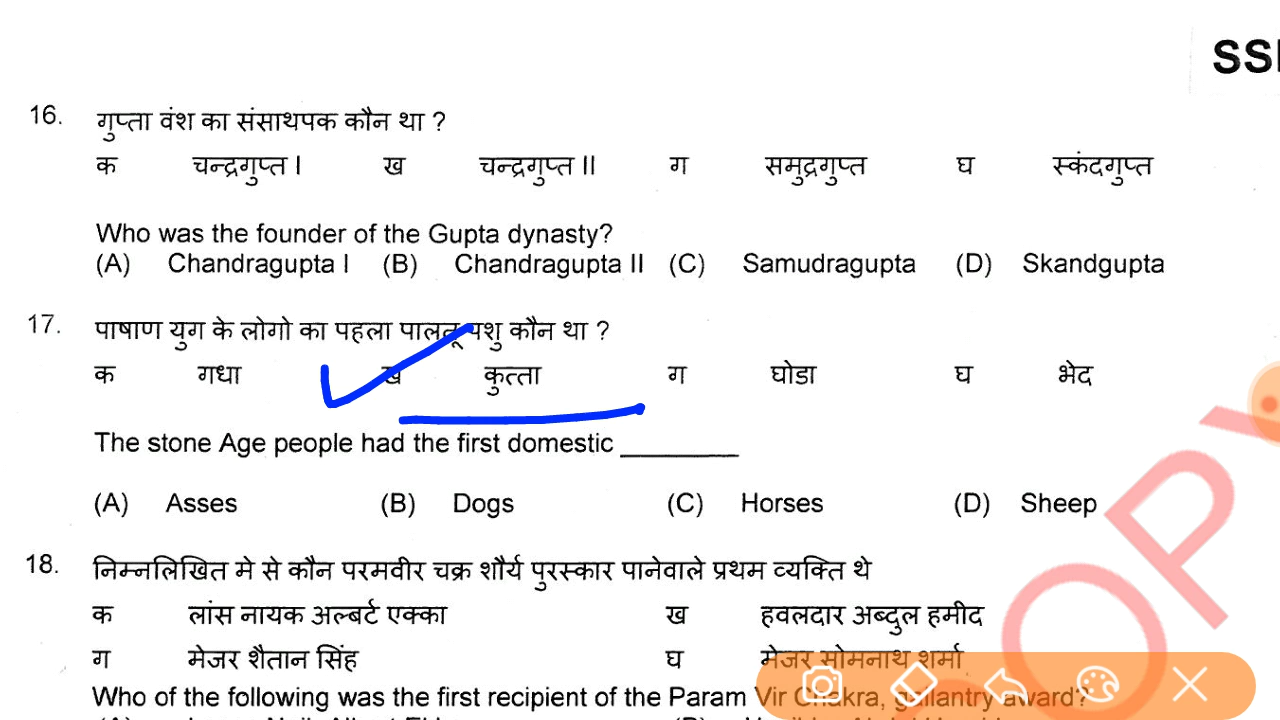 SSI
16. गुप्ता वंश का संसाथपक कौन था ?
क चन्द्रगुप्त I ख चन्द्रगुप्त II ग समुद्रगुप्त घ स्कंदगुप्त
Who was the founder of the Gupta dynasty?
(A) Chandragupta I (B) Chandragupta II (C) Samudragupta (D) Skandgupta
17. पाषाण युग के लोगो का पहला पालतू पशु कौन था ?
क गधा ख कुत्ता ग घोडा घ भेद
The stone Age people had the first domestic ________
(A) Asses (B) Dogs (C) Horses (D) Sheep
18. निम्नलिखित मे से कौन परमवीर चक्र शौर्य पुरस्कार पानेवाले प्रथम व्यक्ति थे
क लांस नायक अल्बर्ट एक्का ख हवलदार अब्दुल हमीद
ग मेजर शैतान सिंह घ मेजर सोमनाथ शर्मा
Who of the following was the first recipient of the Param Vir Chakra, gallantry award?
OPY